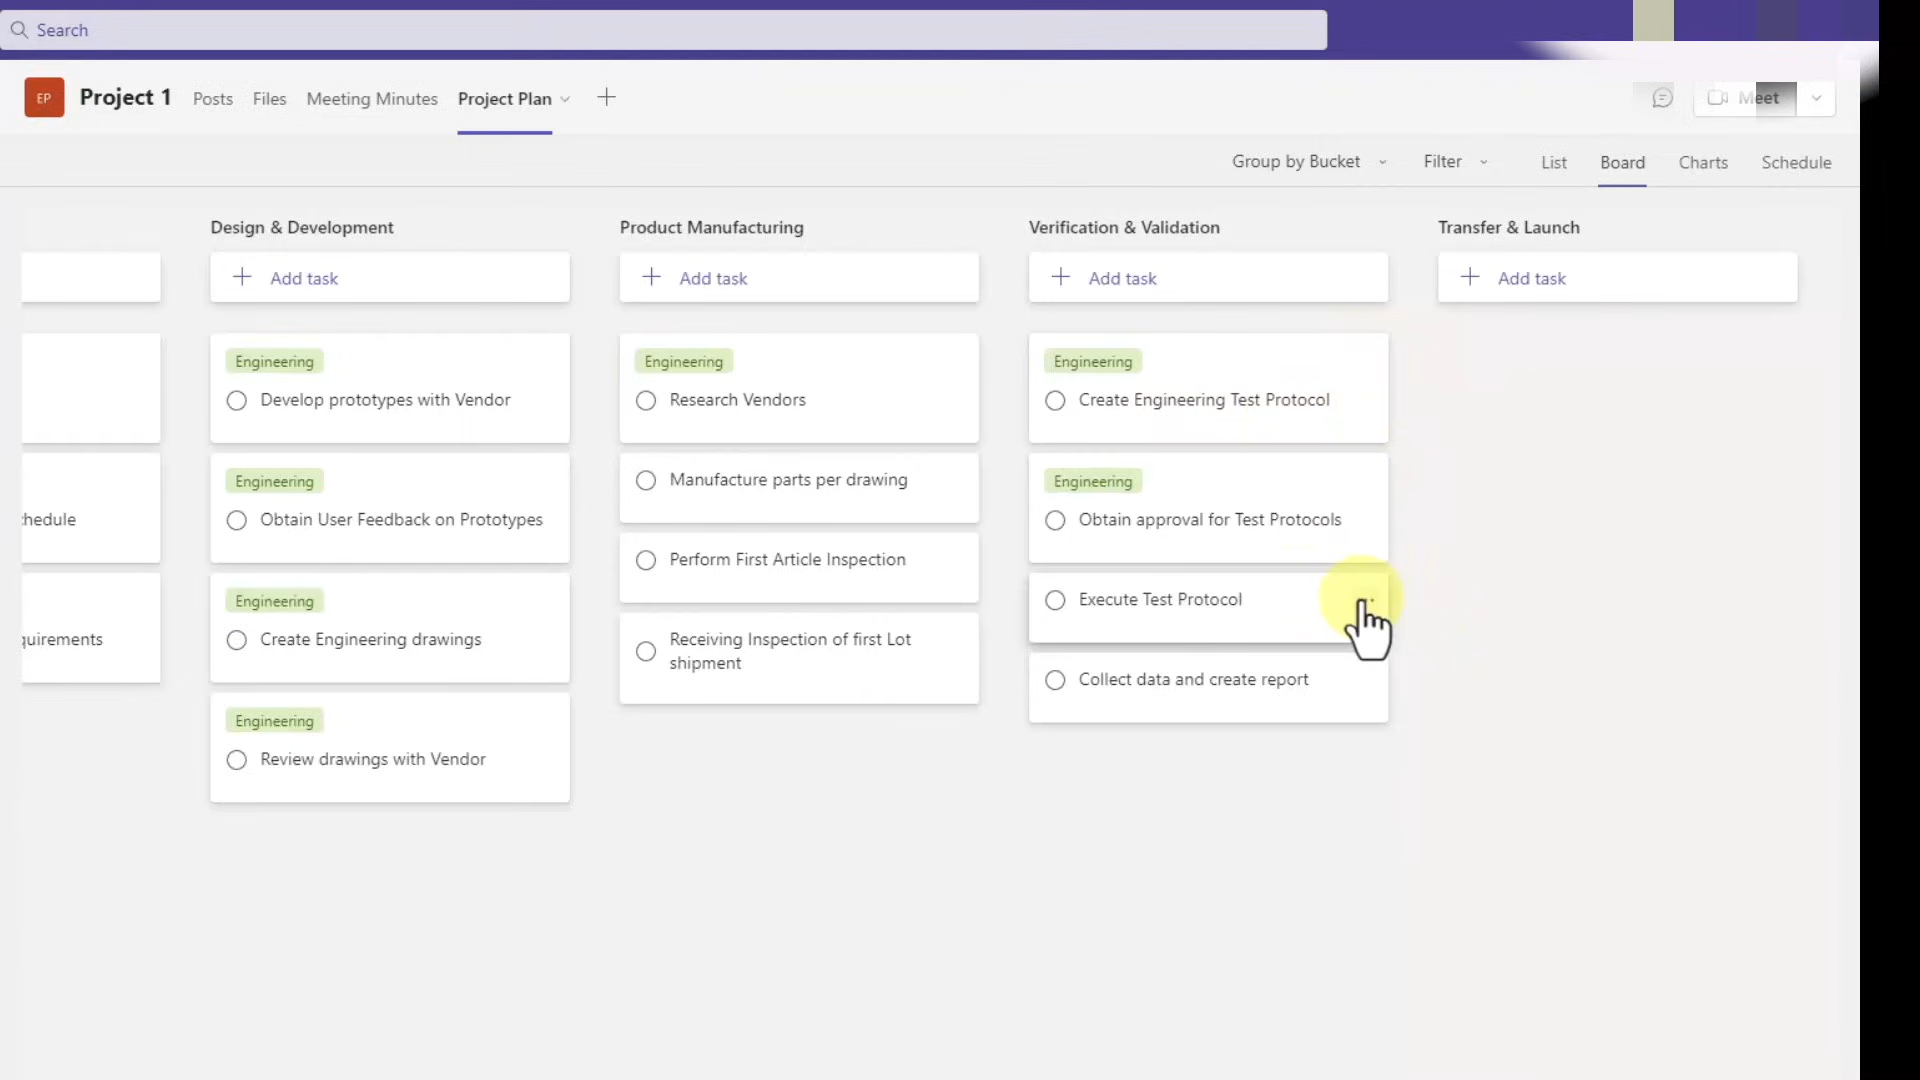 Search
EP
Project 1
Posts
Files
Meeting Minutes
Project Plan
Meet
Group by Bucket
Filter
List
Board
Charts
Schedule
hedule
quirements
Design & Development
Add task
Engineering
Develop prototypes with Vendor
Engineering
Obtain User Feedback on Prototypes
Engineering
Create Engineering drawings
Engineering
Review drawings with Vendor
Product Manufacturing
Add task
Engineering
Research Vendors
Manufacture parts per drawing
Perform First Article Inspection
Receiving Inspection of first Lot
shipment
Verification & Validation
Add task
Engineering
Create Engineering Test Protocol
Engineering
Obtain approval for Test Protocols
Execute Test Protocol
Collect data and create report
Transfer & Launch
Add task